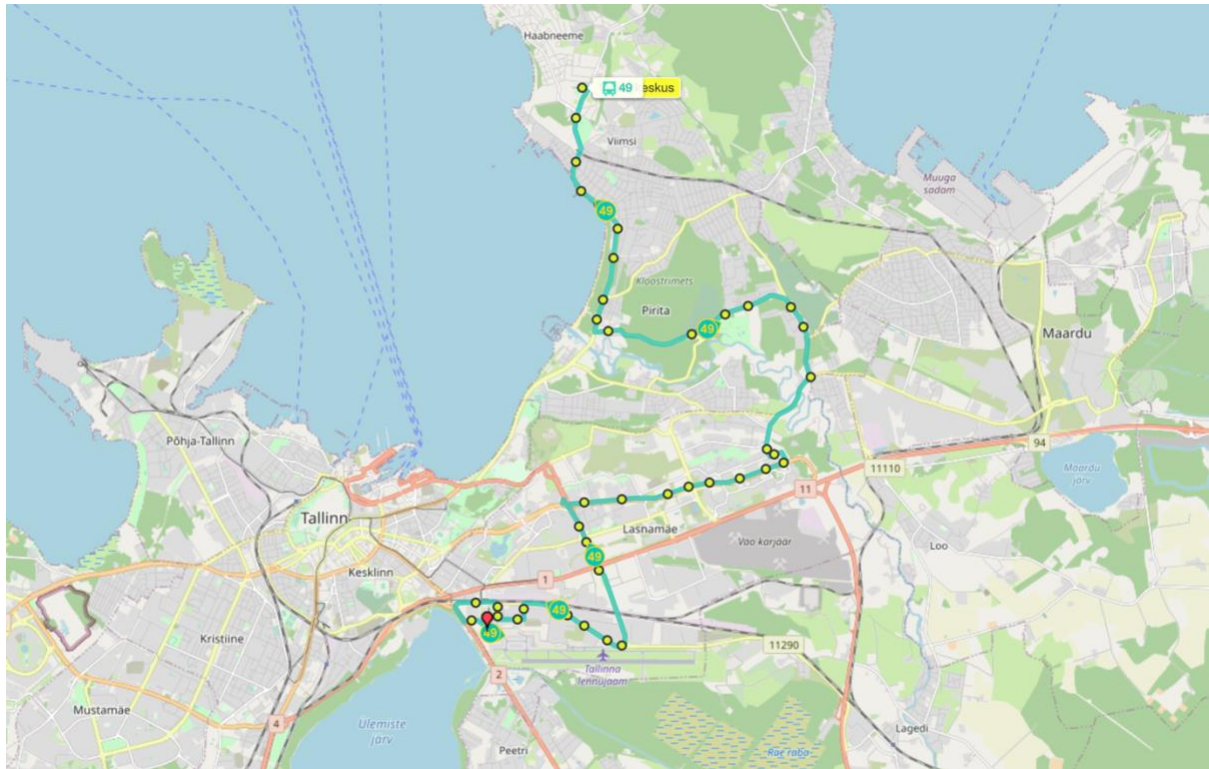 Haabneeme
49
eskus
Viimsi
Muuga
sadam
49
Kloostrimets
Pirita
49
Maardu
Põhja-Tallinn
94
11110
Maardu
järv
11
Tallinn
Lasnamäe
Väo karjäär
Loo
49
Kesklinn
1
49
Kristiine
49
11290
Tallinna
lennujaam
2
Mustamäe
4
Ülemiste
järv
Peetri
Lagedi
Rae raba